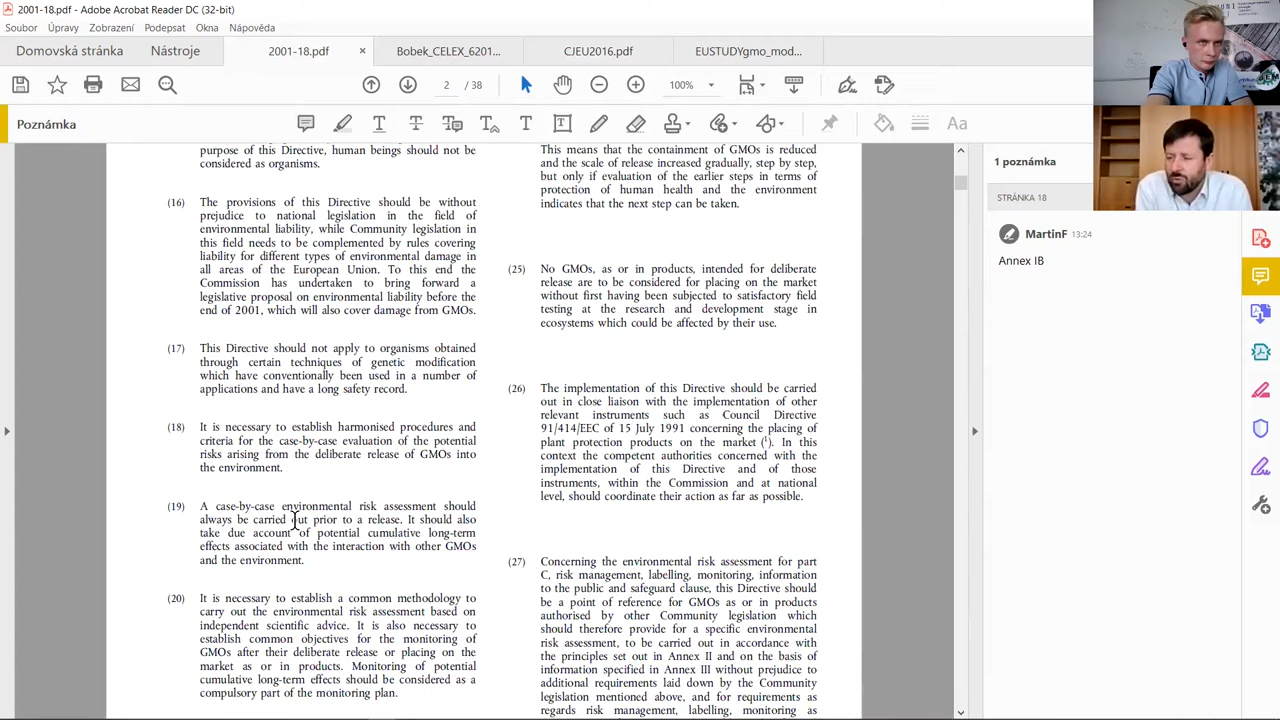 2001-18.pdf - Adobe Acrobat Reader DC (32-bit)
Soubor Úpravy Zobrazení Podepsat Okna Nápověda
Domovská stránka Nástroje 2001-18.pdf × Bobek_CELEX_6201... CJEU2016.pdf EUSTUDYgmo_mod...
2 / 38 100%
Poznámka
purpose of this Directive, human beings should not be
considered as organisms.
(16) The provisions of this Directive should be without
prejudice to national legislation in the field of
environmental liability, while Community legislation in
this field needs to be complemented by rules covering
liability for different types of environmental damage in
all areas of the European Union. To this end the
Commission has undertaken to bring forward a
legislative proposal on environmental liability before the
end of 2001, which will also cover damage from GMOs.
(17) This Directive should not apply to organisms obtained
through certain techniques of genetic modification
which have conventionally been used in a number of
applications and have a long safety record.
(18) It is necessary to establish harmonised procedures and
criteria for the case-by-case evaluation of the potential
risks arising from the deliberate release of GMOs into
the environment.
(19) A case-by-case environmental risk assessment should
always be carried out prior to a release. It should also
take due account of potential cumulative long-term
effects associated with the interaction with other GMOs
and the environment.
(20) It is necessary to establish a common methodology to
carry out the environmental risk assessment based on
independent scientific advice. It is also necessary to
establish common objectives for the monitoring of
GMOs after their deliberate release or placing on the
market as or in products. Monitoring of potential
cumulative long-term effects should be considered as a
compulsory part of the monitoring plan.
This means that the containment of GMOs is reduced
and the scale of release increased gradually, step by step,
but only if evaluation of the earlier steps in terms of
protection of human health and the environment
indicates that the next step can be taken.
(25) No GMOs, as or in products, intended for deliberate
release are to be considered for placing on the market
without first having been subjected to satisfactory field
testing at the research and development stage in
ecosystems which could be affected by their use.
(26) The implementation of this Directive should be carried
out in close liaison with the implementation of other
relevant instruments such as Council Directive
91/414/EEC of 15 July 1991 concerning the placing of
plant protection products on the market (1). In this
context the competent authorities concerned with the
implementation of this Directive and of those
instruments, within the Commission and at national
level, should coordinate their action as far as possible.
(27) Concerning the environmental risk assessment for part
C, risk management, labelling, monitoring, information
to the public and safeguard clause, this Directive should
be a point of reference for GMOs as or in products
authorised by other Community legislation which
should therefore provide for a specific environmental
risk assessment, to be carried out in accordance with
the principles set out in Annex II and on the basis of
information specified in Annex III without prejudice to
additional requirements laid down by the Community
legislation mentioned above, and for requirements as
regards risk management, labelling, monitoring as
1 poznámka
STRÁNKA 18
MartinF 13:24
Annex IB